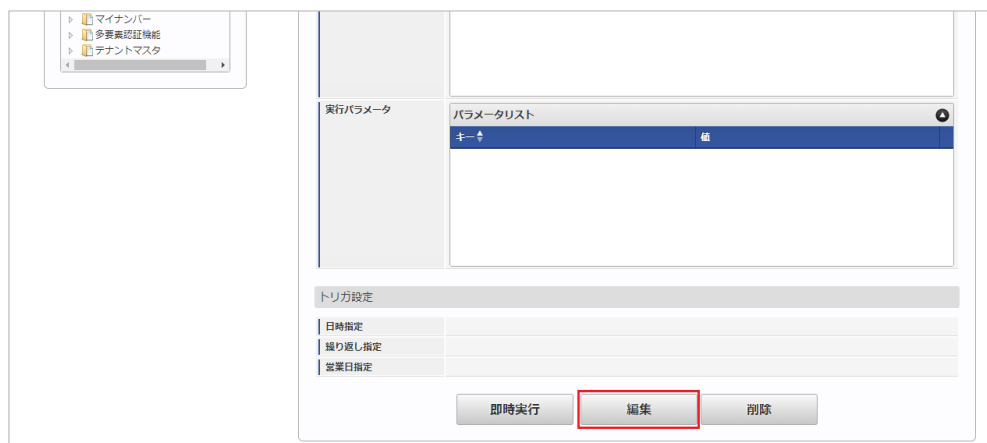 マイナンバー
多要素認証機能
テナントマスタ
実行パラメータ
パラメータリスト
キー
値
トリガ設定
日時指定
繰り返し指定
営業日指定
即時実行
編集
削除